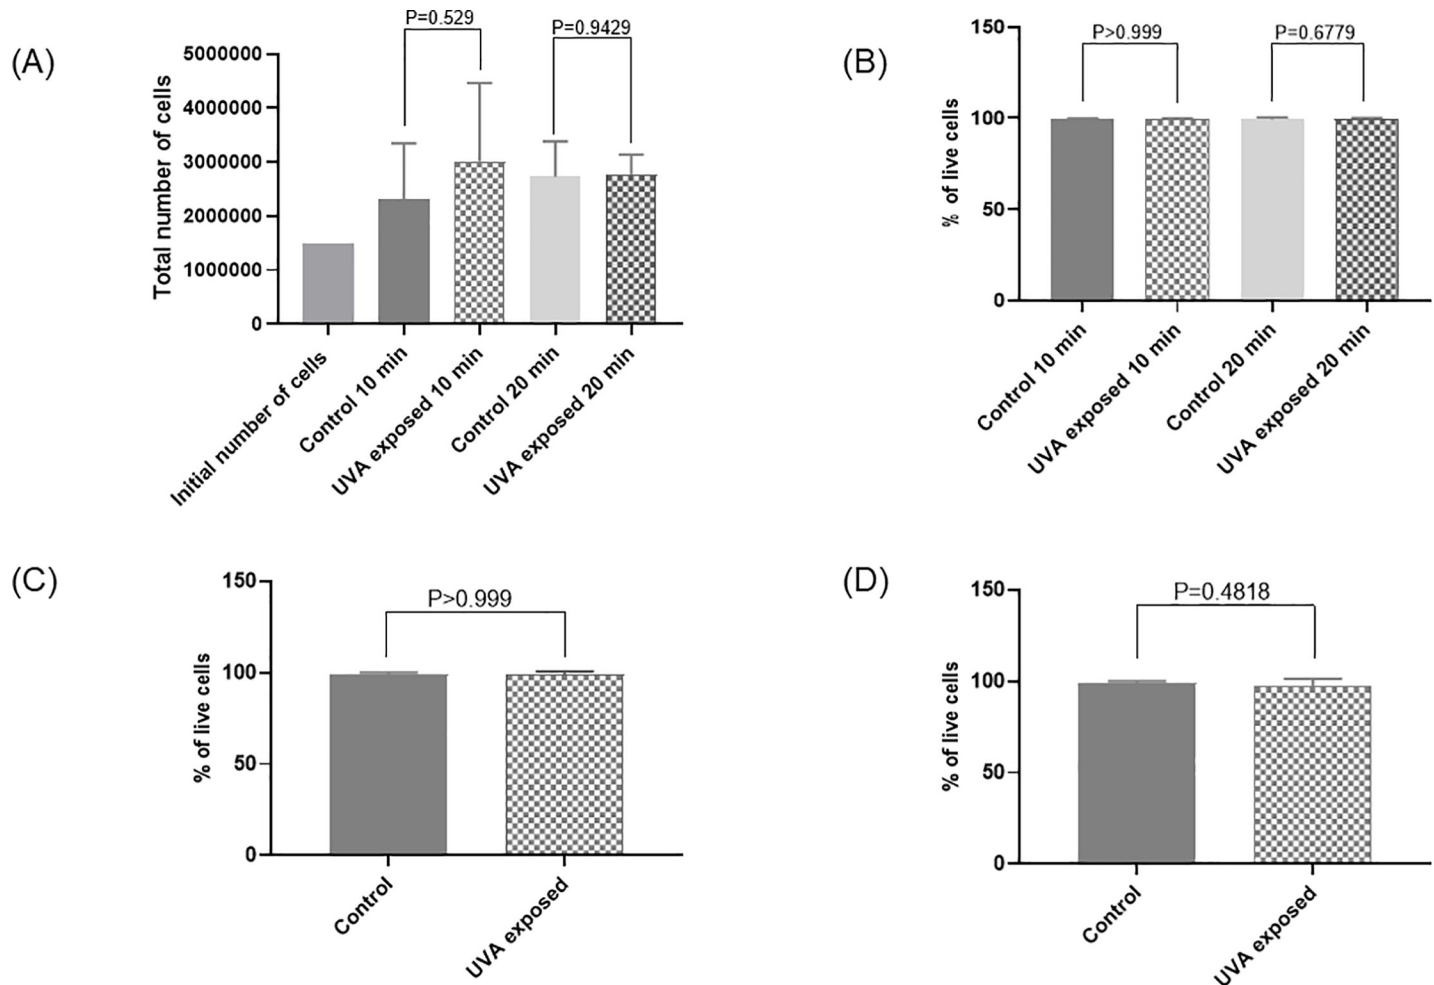 (A)
P=0.529
P=0.9429
Total number of cells
5000000
4000000
3000000
2000000
1000000
0
Initial number of cells
Control 10 min
UVA exposed 10 min
Control 20 min
UVA exposed 20 min
(B)
P>0.999
P=0.6779
% of live cells
150
100
50
0
Control 10 min
UVA exposed 10 min
Control 20 min
UVA exposed 20 min
(C)
P>0.999
% of live cells
150
100
50
0
Control
UVA exposed
(D)
P=0.4818
% of live cells
150
100
50
0
Control
UVA exposed